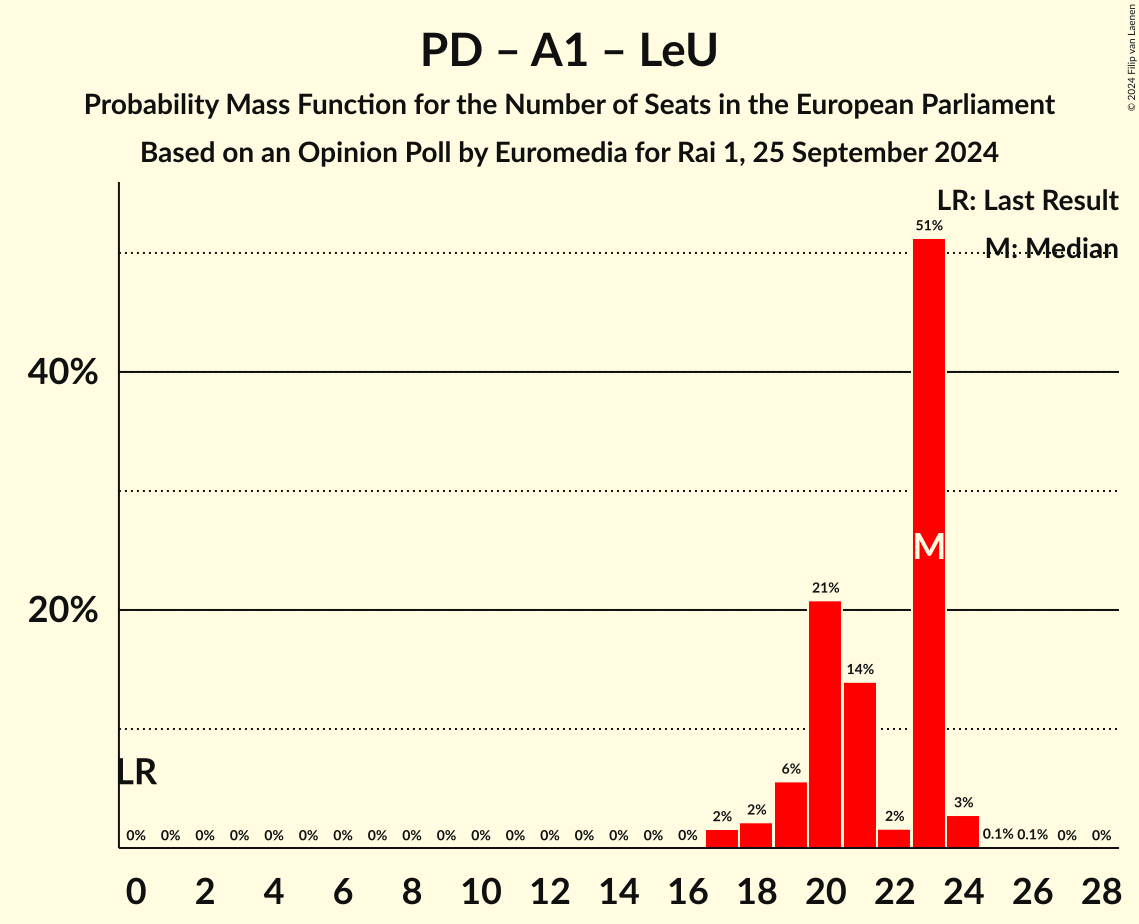 PD – A1 – LeU
Probability Mass Function for the Number of Seats in the European Parliament
Based on an Opinion Poll by Euromedia for Rai 1, 25 September 2024
© 2024 Filip van Laenen
LR: Last Result
M: Median
51%
40%
M
21%
20%
14%
LR
6%
3%
2% 2% 2%
0% 0% 0% 0% 0% 0% 0% 0% 0% 0% 0% 0% 0% 0% 0% 0% 0% 0.1% 0.1% 0% 0%
0 2 4 6 8 10 12 14 16 18 20 22 24 26 28